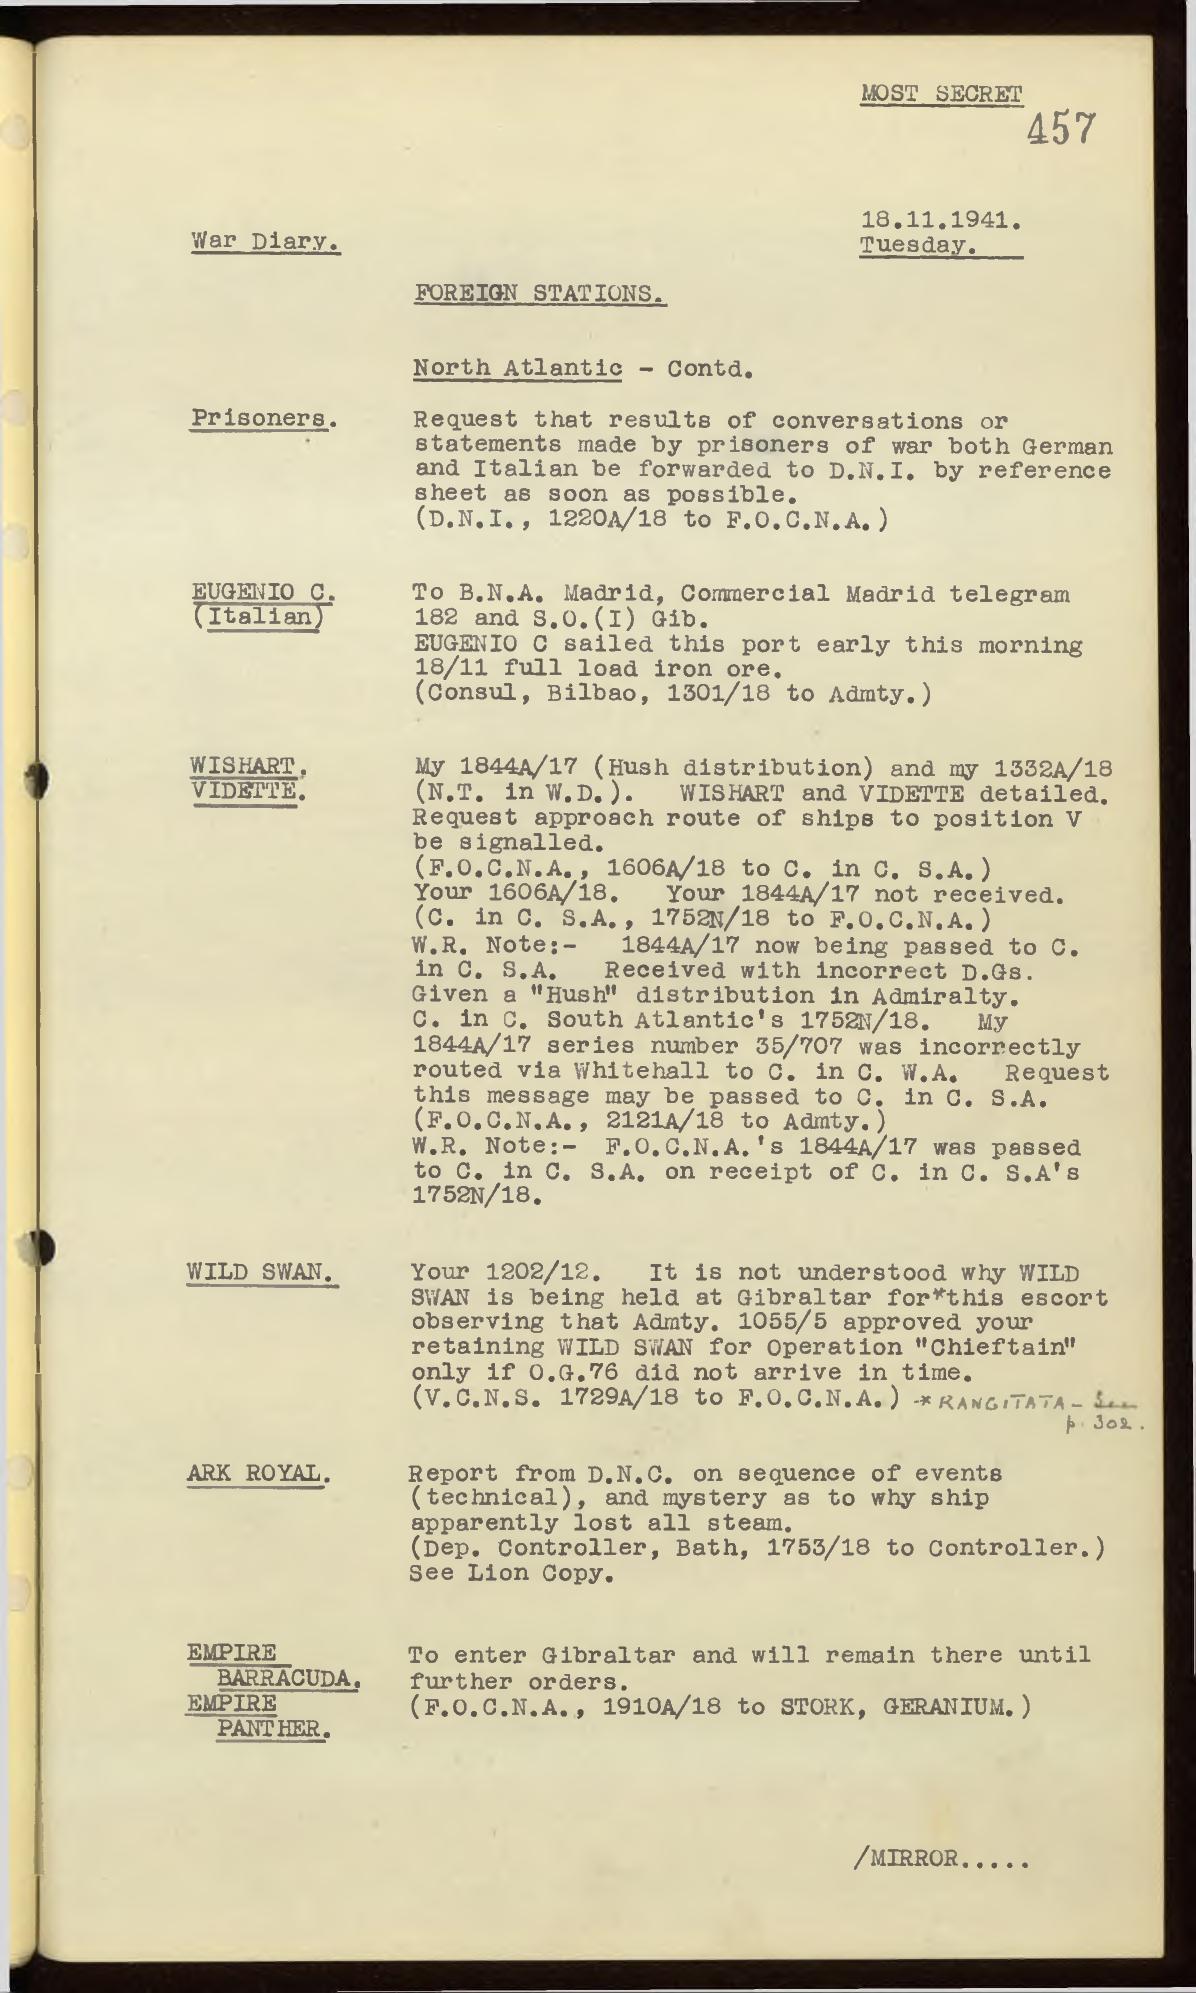 MOST SECRET
457
18.11.1941.
War Diary.
Tuesday.
FOREIGN STATIONS.
North Atlantic - Contd.
Prisoners.
Request that results of conversations or
statements made by prisoners of war both German
and Italian be forwarded to D.N.I. by reference
sheet as soon as possible.
(D.N.I., 1220A/18 to F.O.C.N.A.)
EUGENIO C.
(Italian)
To B.N.A. Madrid, Commercial Madrid telegram
182 and S.O.(I) Gib.
EUGENIO C sailed this port early this morning
18/11 full load iron ore.
(Consul, Bilbao, 1301/18 to Admty.)
WISHART,
VIDETTE.
My 1844A/17 (Hush distribution) and my 1332A/18
(N.T. in W.D.).   WISHART and VIDETTE detailed.
Request approach route of ships to position V
be signalled.
(F.O.C.N.A., 1606A/18 to C. in C. S.A.)
Your 1606A/18.   Your 1844A/17 not received.
(C. in C. S.A., 1752N/18 to F.O.C.N.A.)
W.R. Note:-   1844A/17 now being passed to C.
in C. S.A.   Received with incorrect D.Gs.
Given a "Hush" distribution in Admiralty.
C. in C. South Atlantic's 1752N/18.   My
1844A/17 series number 35/707 was incorrectly
routed via Whitehall to C. in C. W.A.   Request
this message may be passed to C. in C. S.A.
(F.O.C.N.A., 2121A/18 to Admty.)
W.R. Note:-  F.O.C.N.A.'s 1844A/17 was passed
to C. in C. S.A. on receipt of C. in C. S.A's
1752N/18.
WILD SWAN.
Your 1202/12.   It is not understood why WILD
SWAN is being held at Gibraltar for*this escort
observing that Admty. 1055/5 approved your
retaining WILD SWAN for Operation "Chieftain"
only if O.G.76 did not arrive in time.
(V.C.N.S. 1729A/18 to F.O.C.N.A.) * RANGITATA - See
p. 302.
ARK ROYAL.
Report from D.N.C. on sequence of events
(technical), and mystery as to why ship
apparently lost all steam.
(Dep. Controller, Bath, 1753/18 to Controller.)
See Lion Copy.
EMPIRE
BARRACUDA.
EMPIRE
PANTHER.
To enter Gibraltar and will remain there until
further orders.
(F.O.C.N.A., 1910A/18 to STORK, GERANIUM.)
/MIRROR.....